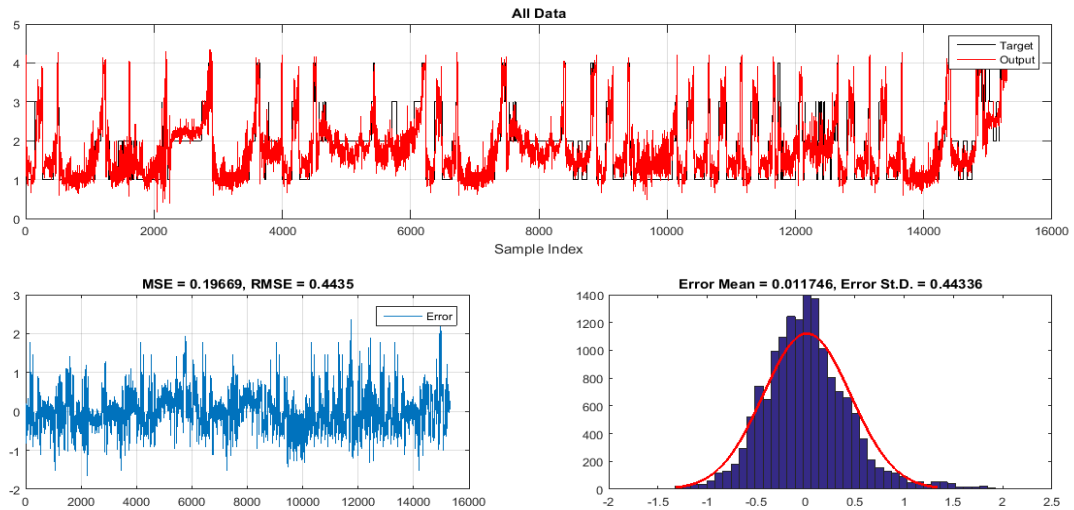 All Data
5
4
3
2
1
0
Target
Output
0 2000 4000 6000 8000 10000 12000 14000 16000
Sample Index
MSE = 0.19669, RMSE = 0.4435
3
2
1
0
-1
-2
Error
0 2000 4000 6000 8000 10000 12000 14000 16000
Error Mean = 0.011746, Error St.D. = 0.44336
1400
1200
1000
800
600
400
200
0
-2 -1.5 -1 -0.5 0 0.5 1 1.5 2 2.5